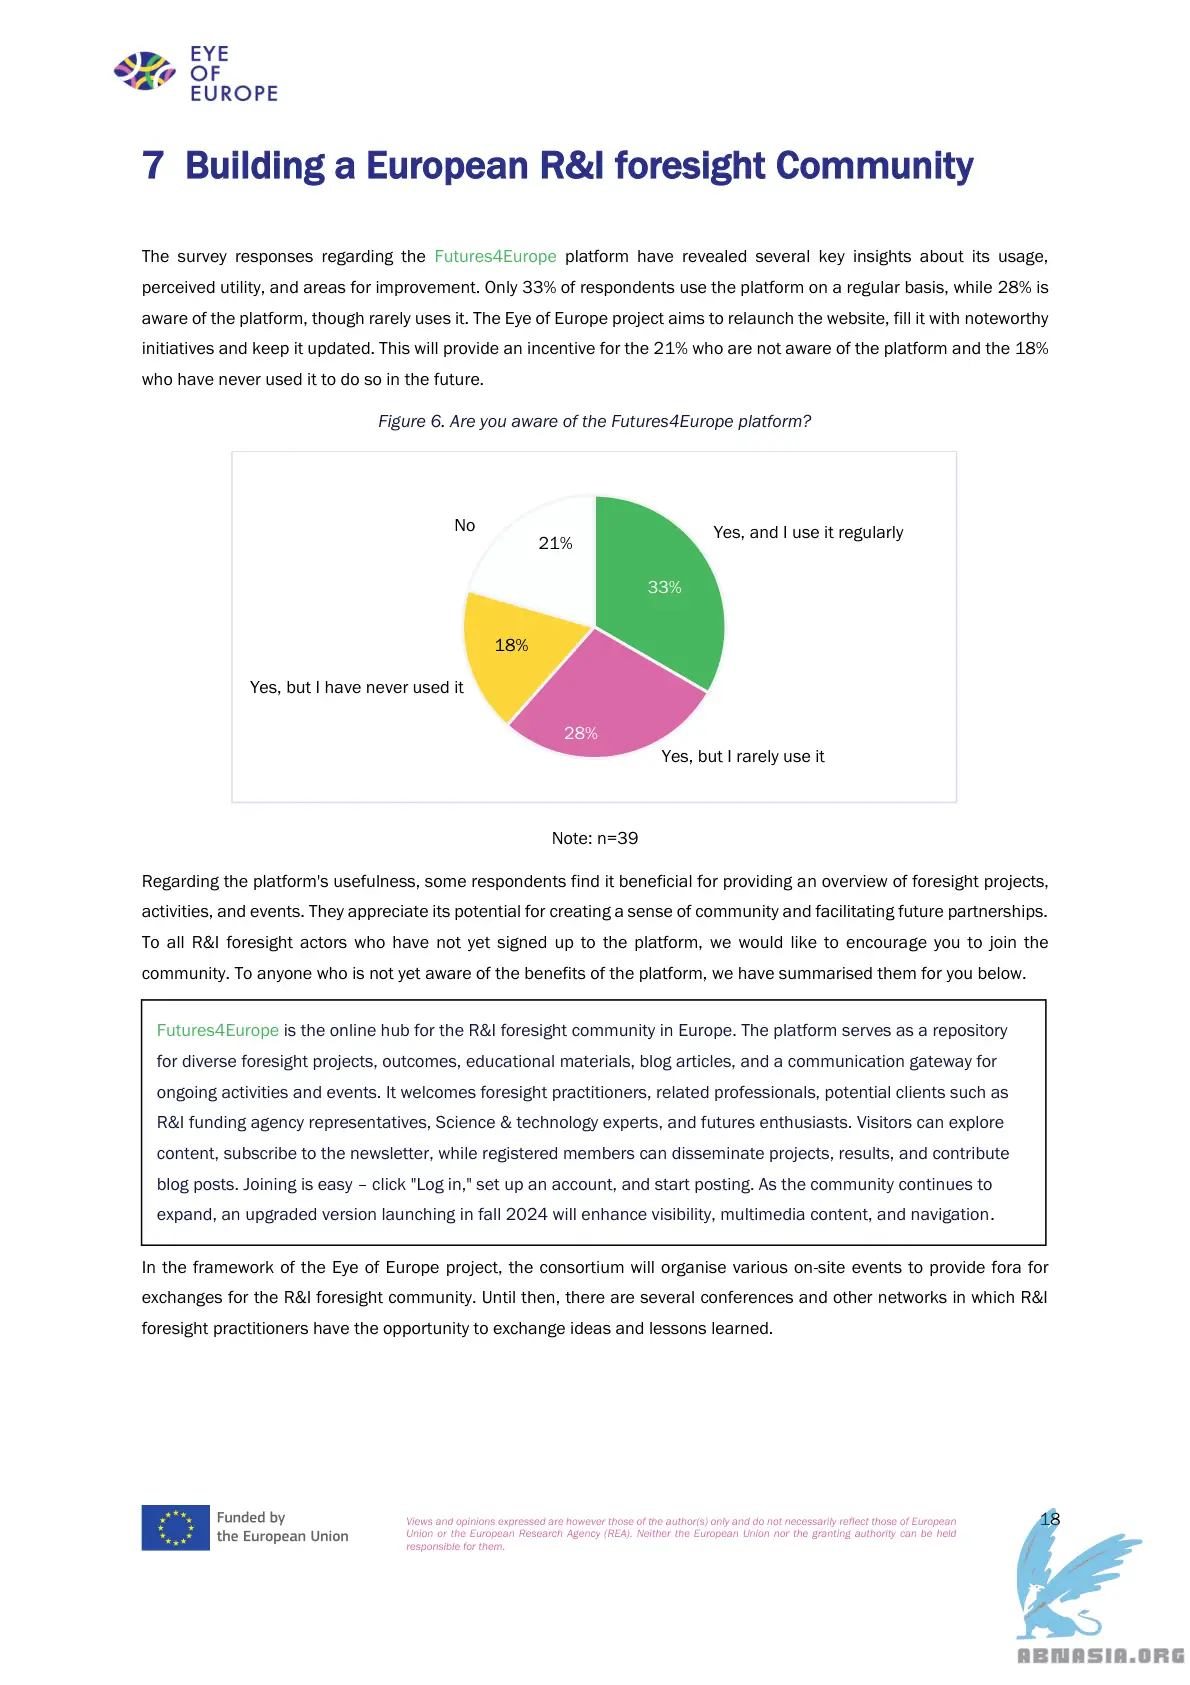 EYE
OF
EUROPE
7 Building a European R&I foresight Community
The survey responses regarding the Futures4Europe platform have revealed several key insights about its usage,
perceived utility, and areas for improvement. Only 33% of respondents use the platform on a regular basis, while 28% is
aware of the platform, though rarely uses it. The Eye of Europe project aims to relaunch the website, fill it with noteworthy
initiatives and keep it updated. This will provide an incentive for the 21% who are not aware of the platform and the 18%
who have never used it to do so in the future.
Figure 6. Are you aware of the Futures4Europe platform?
No
21%
Yes, and I use it regularly
33%
18%
Yes, but I have never used it
28%
Yes, but I rarely use it
Note: n=39
Regarding the platform's usefulness, some respondents find it beneficial for providing an overview of foresight projects,
activities, and events. They appreciate its potential for creating a sense of community and facilitating future partnerships.
To all R&I foresight actors who have not yet signed up to the platform, we would like to encourage you to join the
community. To anyone who is not yet aware of the benefits of the platform, we have summarised them for you below.
Futures4Europe is the online hub for the R&I foresight community in Europe. The platform serves as a repository
for diverse foresight projects, outcomes, educational materials, blog articles, and a communication gateway for
ongoing activities and events. It welcomes foresight practitioners, related professionals, potential clients such as
R&I funding agency representatives, Science & technology experts, and futures enthusiasts. Visitors can explore
content, subscribe to the newsletter, while registered members can disseminate projects, results, and contribute
blog posts. Joining is easy – click "Log in," set up an account, and start posting. As the community continues to
expand, an upgraded version launching in fall 2024 will enhance visibility, multimedia content, and navigation.
In the framework of the Eye of Europe project, the consortium will organise various on-site events to provide fora for
exchanges for the R&I foresight community. Until then, there are several conferences and other networks in which R&I
foresight practitioners have the opportunity to exchange ideas and lessons learned.
Funded by
the European Union
Views and opinions expressed are however those of the author(s) only and do not necessarily reflect those of European
Union or the European Research Agency (REA). Neither the European Union nor the granting authority can be held
responsible for them.
18
ABNASIA.ORG